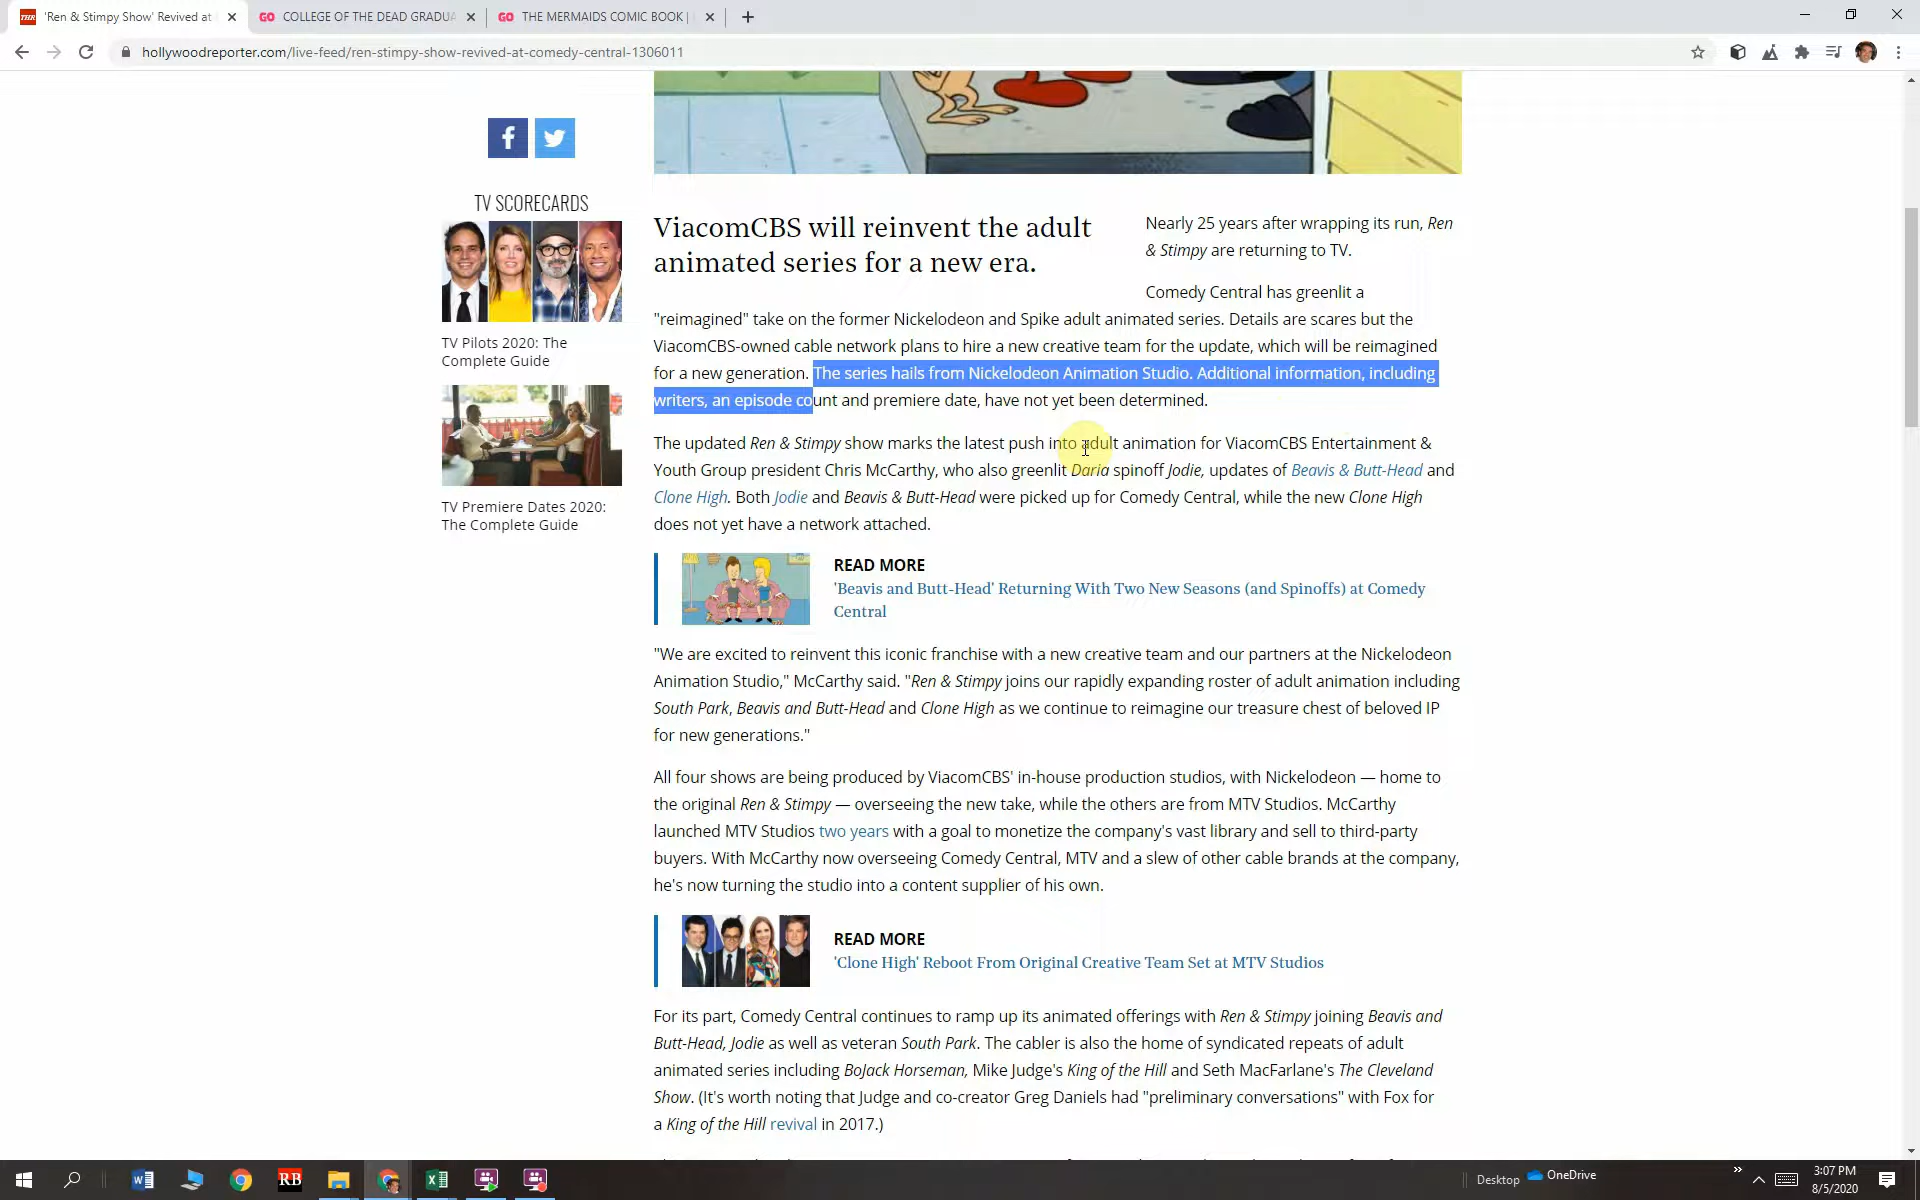 'Ren & Stimpy Show' Revived at
COLLEGE OF THE DEAD GRADUA
THE MERMAIDS COMIC BOOK |
hollywoodreporter.com/live-feed/ren-stimpy-show-revived-at-comedy-central-1306011
TV SCORECARDS
TV Pilots 2020: The
Complete Guide
TV Premiere Dates 2020:
The Complete Guide
ViacomCBS will reinvent the adult
animated series for a new era.
Nearly 25 years after wrapping its run, Ren
& Stimpy are returning to TV.
Comedy Central has greenlit a
"reimagined" take on the former Nickelodeon and Spike adult animated series. Details are scares but the
ViacomCBS-owned cable network plans to hire a new creative team for the update, which will be reimagined
for a new generation. The series hails from Nickelodeon Animation Studio. Additional information, including
writers, an episode count and premiere date, have not yet been determined.
The updated Ren & Stimpy show marks the latest push into adult animation for ViacomCBS Entertainment &
Youth Group president Chris McCarthy, who also greenlit Daria spinoff Jodie, updates of Beavis & Butt-Head and
Clone High. Both Jodie and Beavis & Butt-Head were picked up for Comedy Central, while the new Clone High
does not yet have a network attached.
READ MORE
'Beavis and Butt-Head' Returning With Two New Seasons (and Spinoffs) at Comedy
Central
"We are excited to reinvent this iconic franchise with a new creative team and our partners at the Nickelodeon
Animation Studio," McCarthy said. "Ren & Stimpy joins our rapidly expanding roster of adult animation including
South Park, Beavis and Butt-Head and Clone High as we continue to reimagine our treasure chest of beloved IP
for new generations."
All four shows are being produced by ViacomCBS' in-house production studios, with Nickelodeon — home to
the original Ren & Stimpy — overseeing the new take, while the others are from MTV Studios. McCarthy
launched MTV Studios two years with a goal to monetize the company's vast library and sell to third-party
buyers. With McCarthy now overseeing Comedy Central, MTV and a slew of other cable brands at the company,
he's now turning the studio into a content supplier of his own.
READ MORE
'Clone High' Reboot From Original Creative Team Set at MTV Studios
For its part, Comedy Central continues to ramp up its animated offerings with Ren & Stimpy joining Beavis and
Butt-Head, Jodie as well as veteran South Park. The cabler is also the home of syndicated repeats of adult
animated series including BoJack Horseman, Mike Judge's King of the Hill and Seth MacFarlane's The Cleveland
Show. (It's worth noting that Judge and co-creator Greg Daniels had "preliminary conversations" with Fox for
a King of the Hill revival in 2017.)
RB
Desktop
OneDrive
3:07 PM
8/5/2020